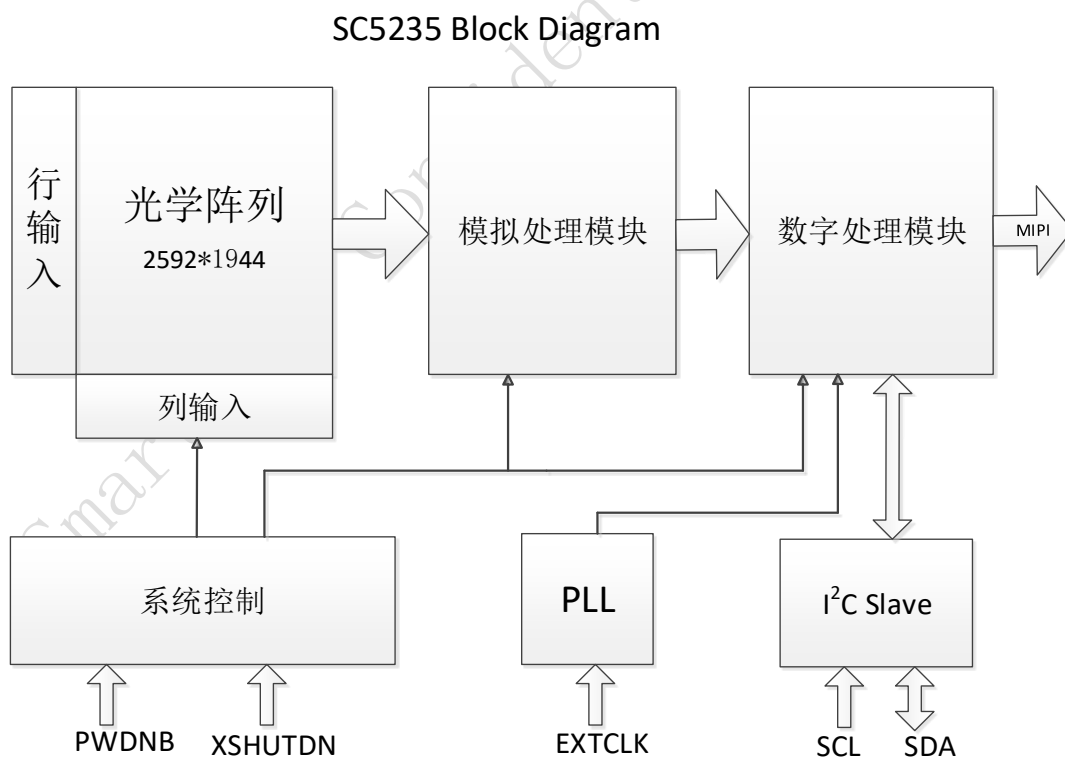 SC5235 Block Diagram
行输入
光学阵列
2592*1944
模拟处理模块
数字处理模块
MIPI
列输入
系统控制
PLL
I²C Slave
PWDNB
XSHUTDN
EXTCLK
SCL
SDA